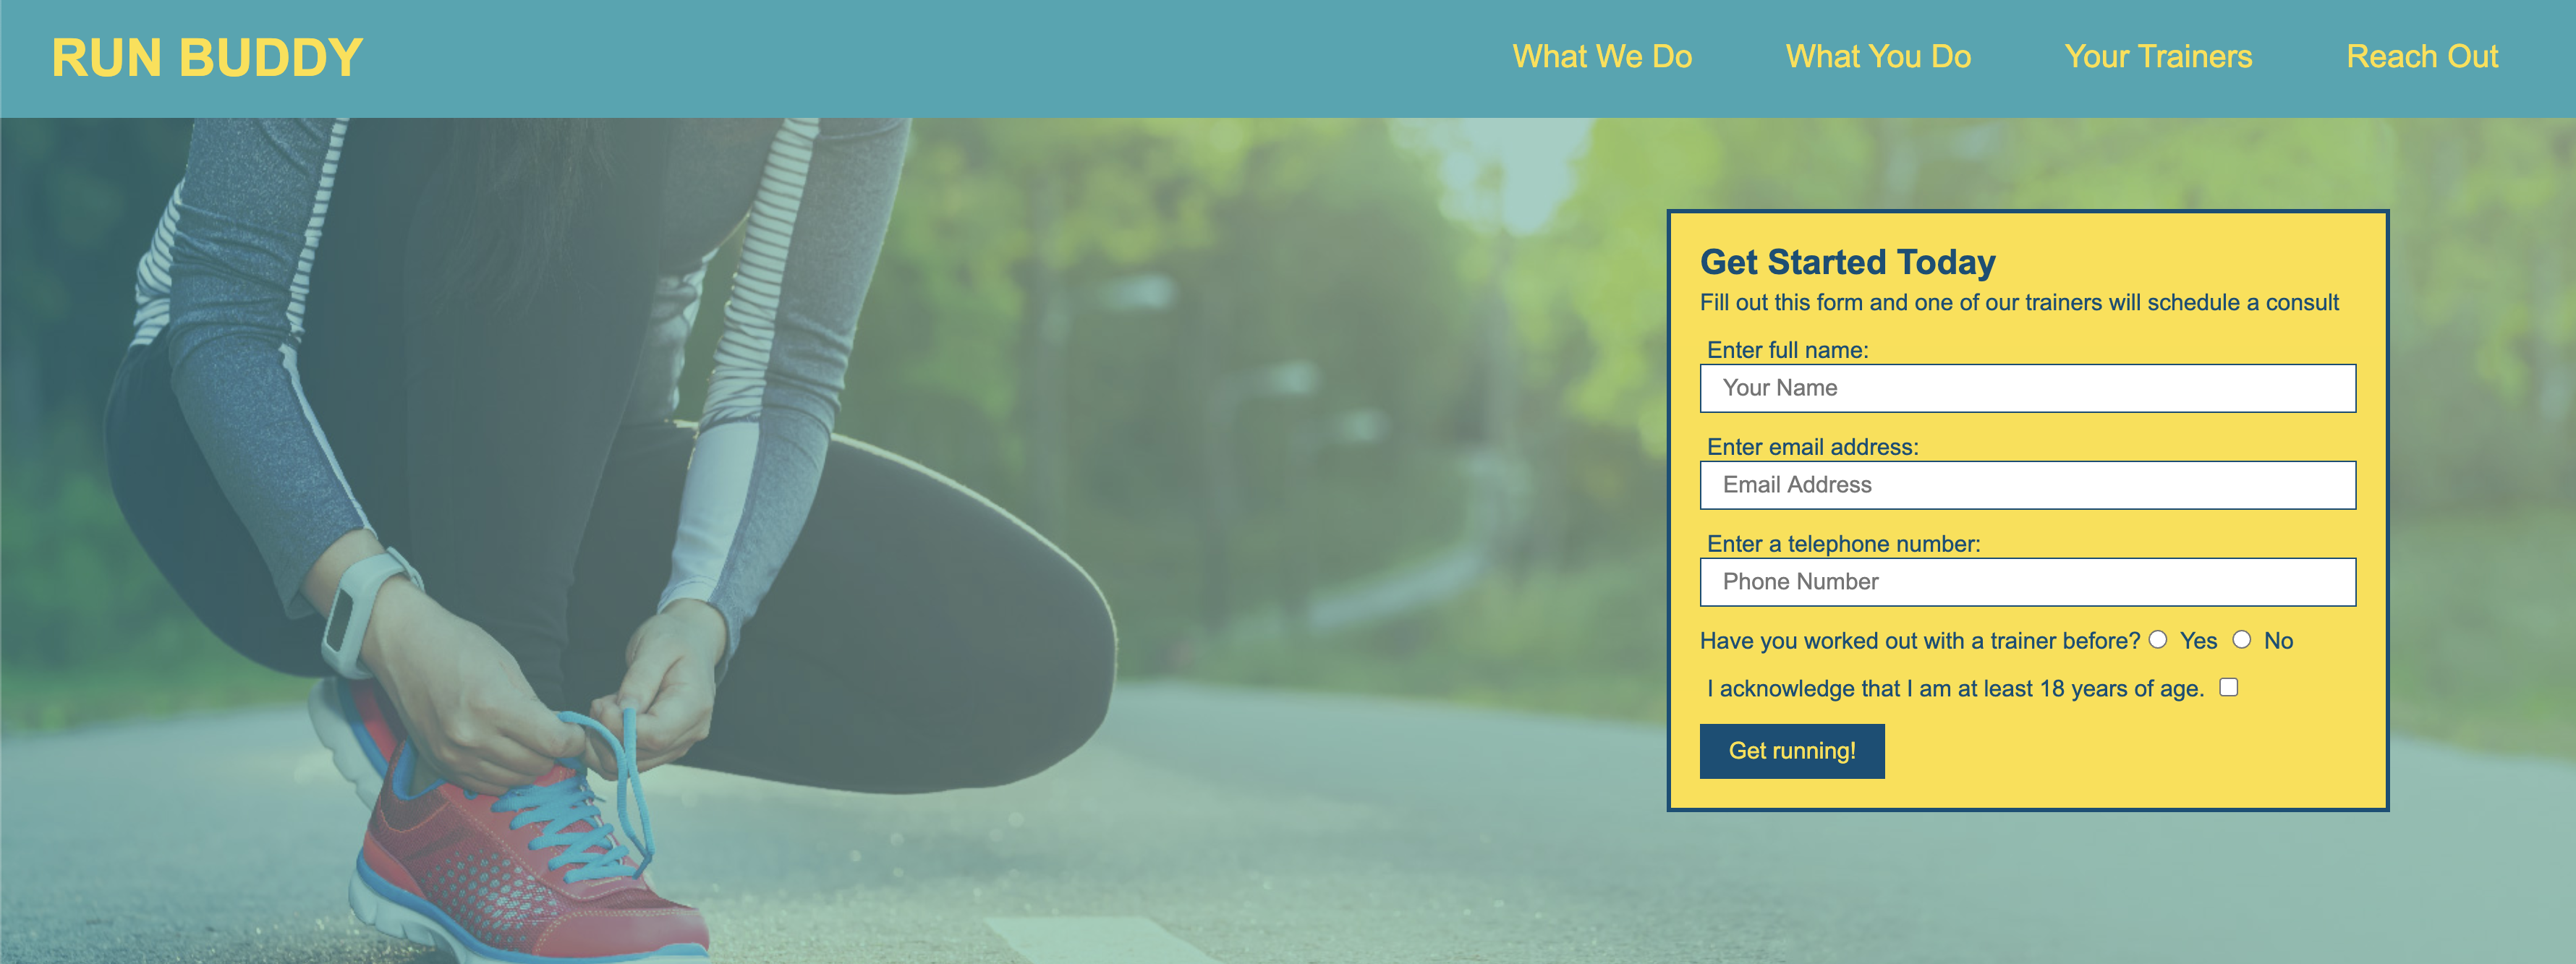 RUN BUDDY
What We Do
What You Do
Your Trainers
Reach Out
Get Started Today
Fill out this form and one of our trainers will schedule a consult
Enter full name:
Your Name
Enter email address:
Email Address
Enter a telephone number:
Phone Number
Have you worked out with a trainer before? Yes No
I acknowledge that I am at least 18 years of age.
Get running!